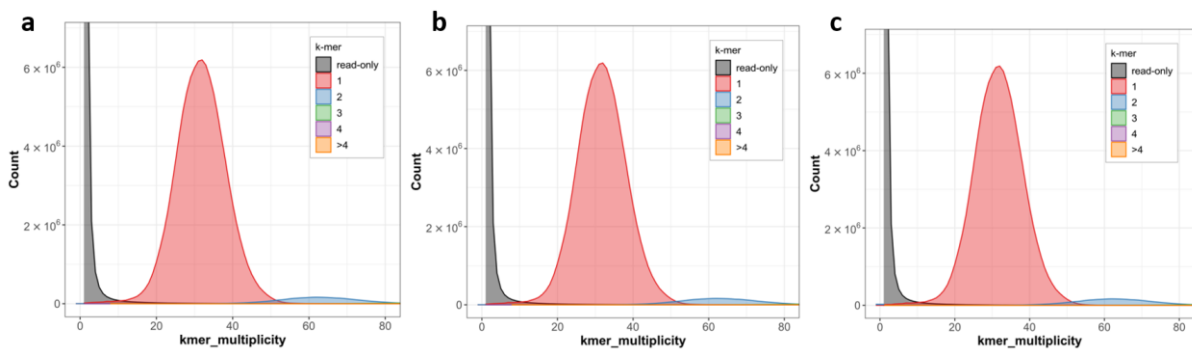 a
k-mer
read-only
1
2
3
4
>4
6 × 10⁶
4 × 10⁶
2 × 10⁶
0
Count
0 20 40 60 80
kmer_multiplicity
b
k-mer
read-only
1
2
3
4
>4
6 × 10⁶
4 × 10⁶
2 × 10⁶
0
Count
0 20 40 60 80
kmer_multiplicity
c
k-mer
read-only
1
2
3
4
>4
6 × 10⁶
4 × 10⁶
2 × 10⁶
0
Count
0 20 40 60 80
kmer_multiplicity